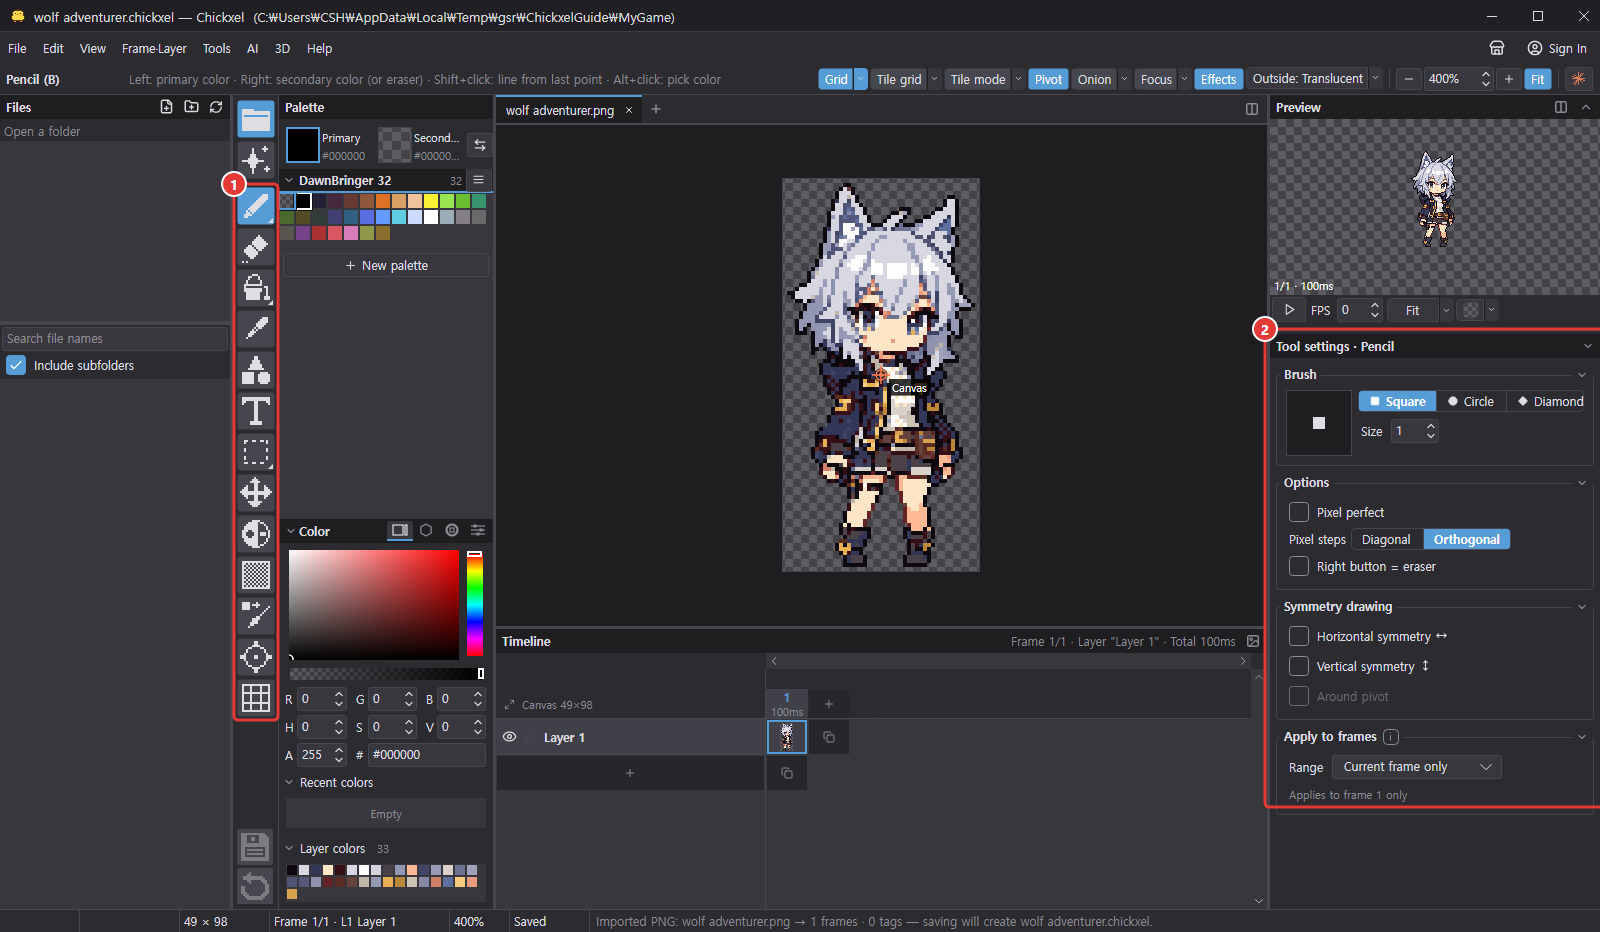 wolf adventurer.chickxel — Chickxel (C:₩Users₩CSH₩AppData₩Local₩Temp₩gsr₩ChickxelGuide₩MyGame)
File Edit View Frame·Layer Tools AI 3D Help Sign In
Pencil (B) Left: primary color · Right: secondary color (or eraser) · Shift+click: line from last point · Alt+click: pick color Grid Tile grid Tile mode Pivot Onion Focus Effects Outside: Translucent 400% Fit
Files
Open a folder
Search file names
Include subfolders
1
Palette
Primary
#000000
Second...
#00000...
DawnBringer 32 32
+ New palette
Color
R 0 G 0 B 0
H 0 S 0 V 0
A 255 # #000000
Recent colors
Empty
Layer colors 33
wolf adventurer.png × +
Canvas
Timeline Frame 1/1 · Layer "Layer 1" · Total 100ms
Canvas 49×98
1
100ms
+
Layer 1
+
Preview
1/1 · 100ms
FPS 0 Fit
2
Tool settings · Pencil
Brush
Square Circle Diamond
Size 1
Options
Pixel perfect
Pixel steps Diagonal Orthogonal
Right button = eraser
Symmetry drawing
Horizontal symmetry ↔
Vertical symmetry ↕
Around pivot
Apply to frames i
Range Current frame only
Applies to frame 1 only
49 × 98 Frame 1/1 · L1 Layer 1 400% Saved Imported PNG: wolf adventurer.png → 1 frames · 0 tags — saving will create wolf adventurer.chickxel.